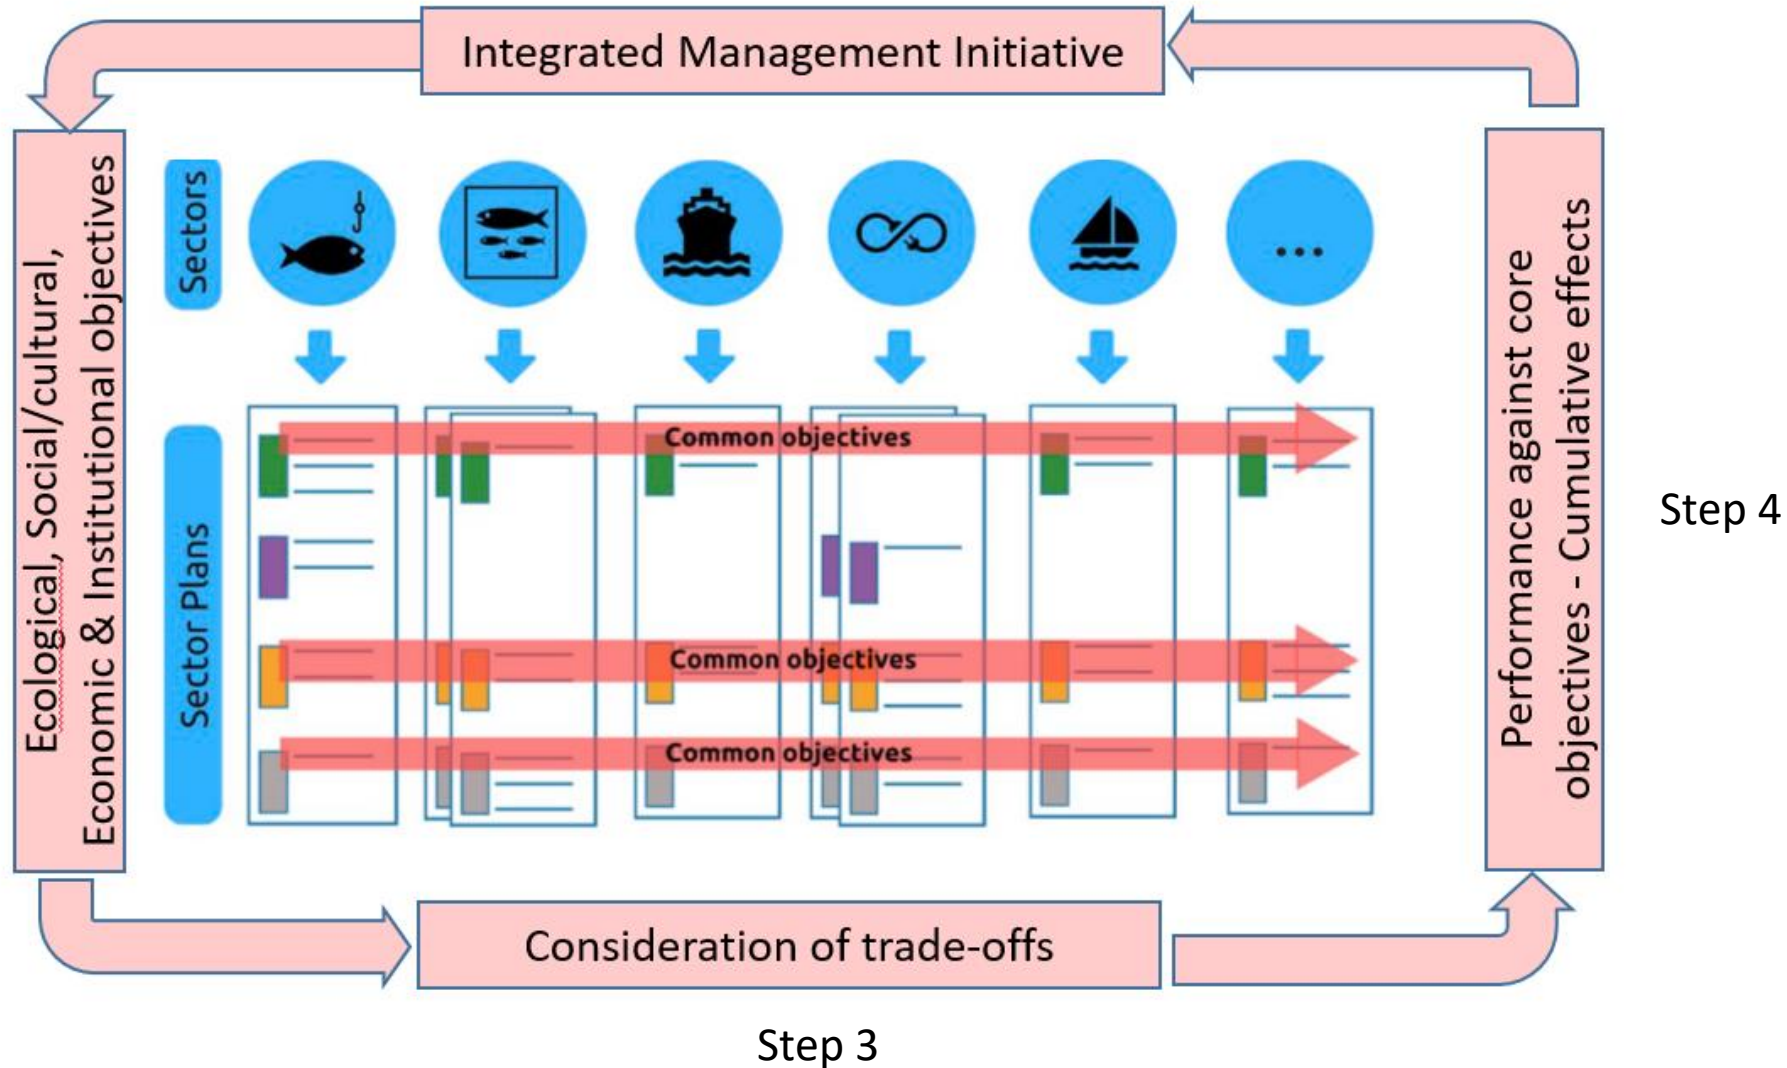 Integrated Management Initiative
Ecological, Social/cultural,
Economic & Institutional objectives
Sectors
...
Sector Plans
Common objectives
Common objectives
Common objectives
Performance against core
objectives - Cumulative effects
Step 4
Consideration of trade-offs
Step 3